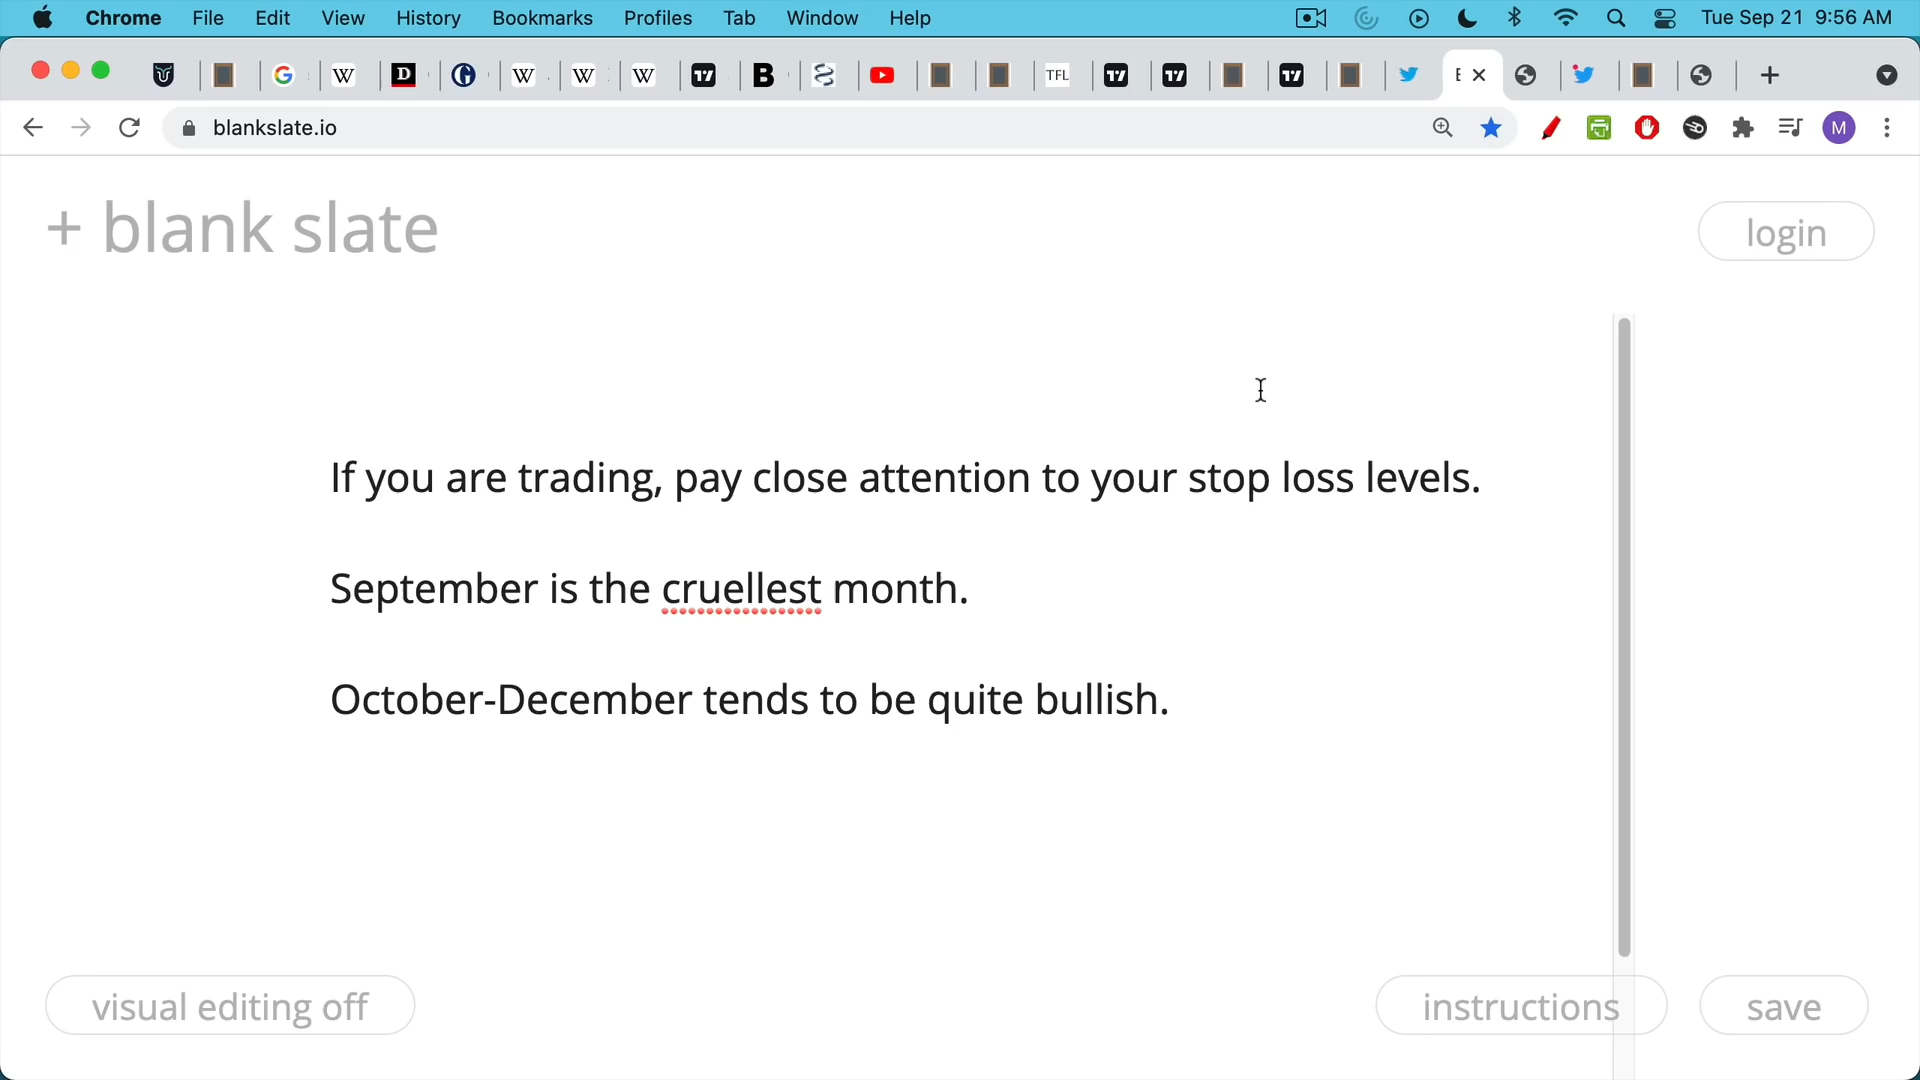 Chrome File Edit View History Bookmarks Profiles Tab Window Help Tue Sep 21 9:56 AM
G W D G W W W B TFL E
blankslate.io M
+ blank slate login
If you are trading, pay close attention to your stop loss levels.
September is the cruellest month.
October-December tends to be quite bullish.
visual editing off instructions save